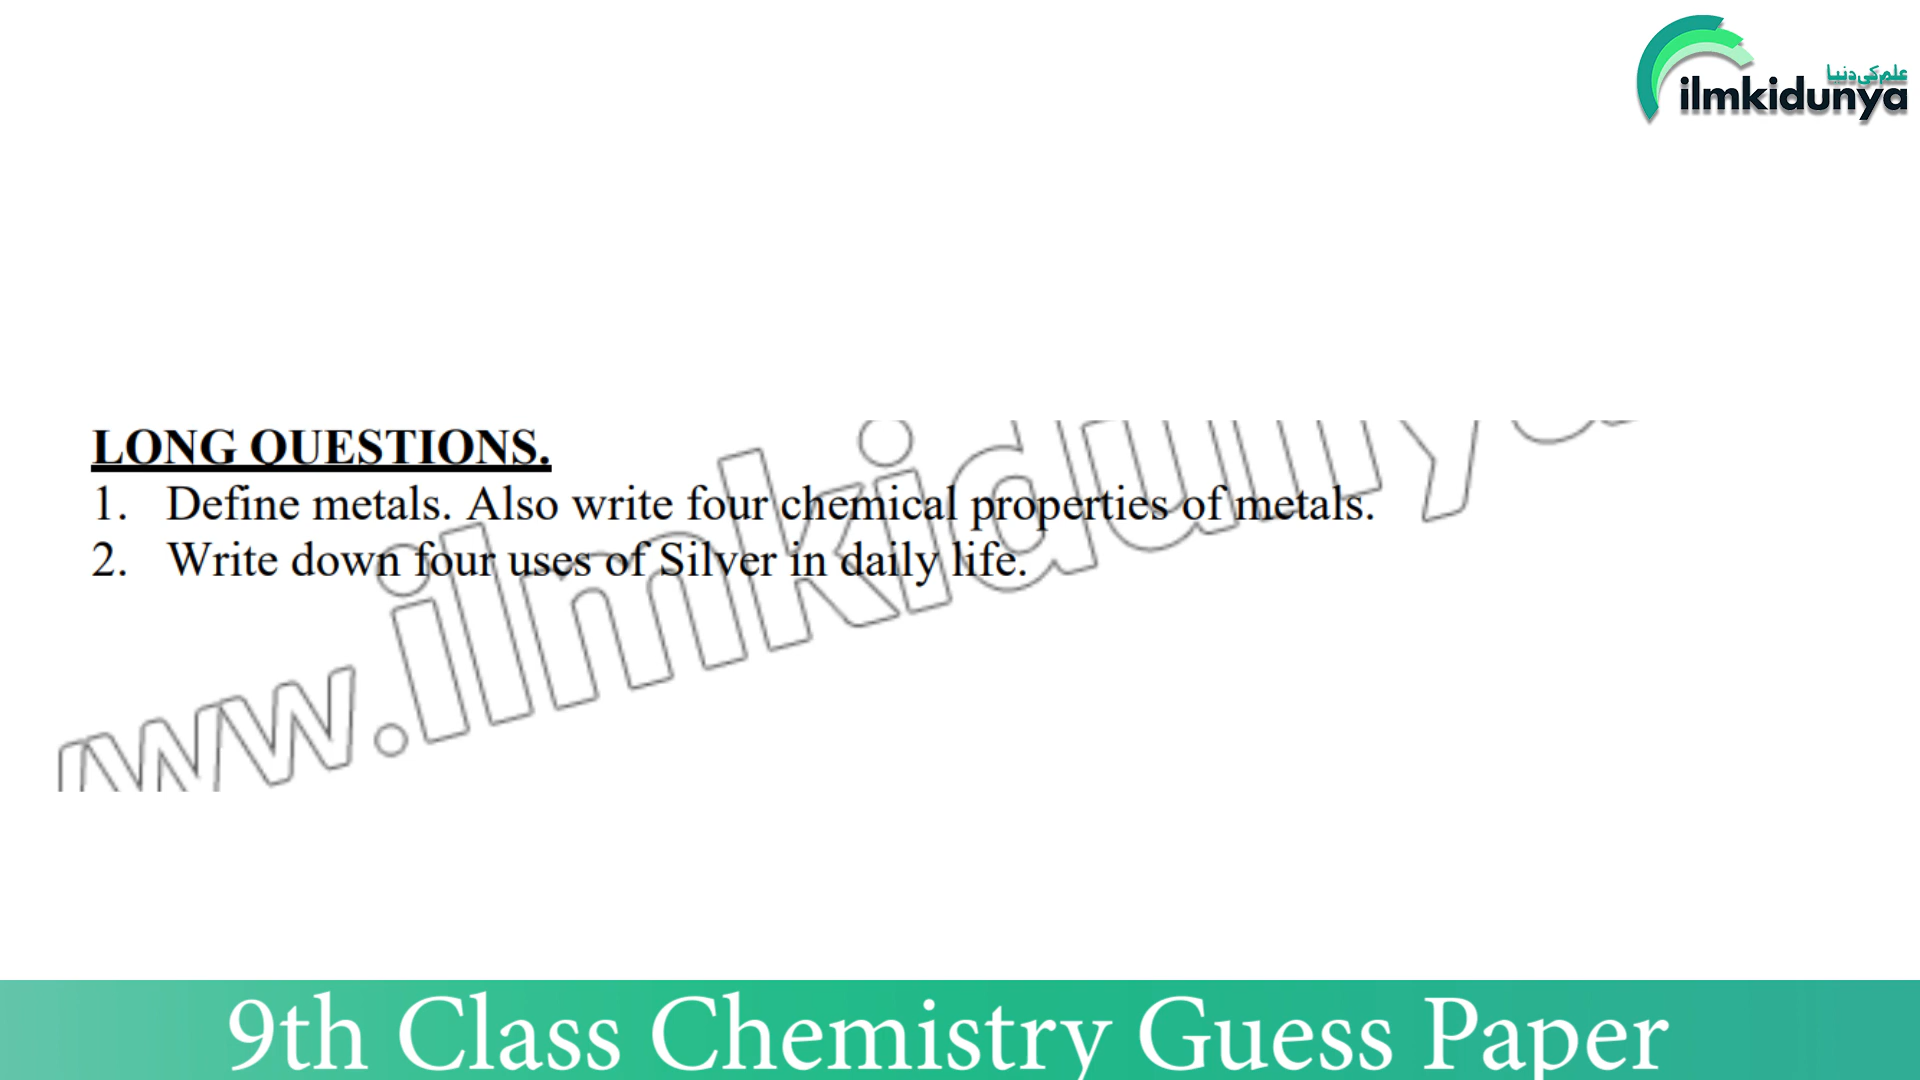 علم کی دنیا
ilmkidunya
LONG QUESTIONS.
1. Define metals. Also write four chemical properties of metals.
2. Write down four uses of Silver in daily life.
ww.ilmkidunya
9th Class Chemistry Guess Paper